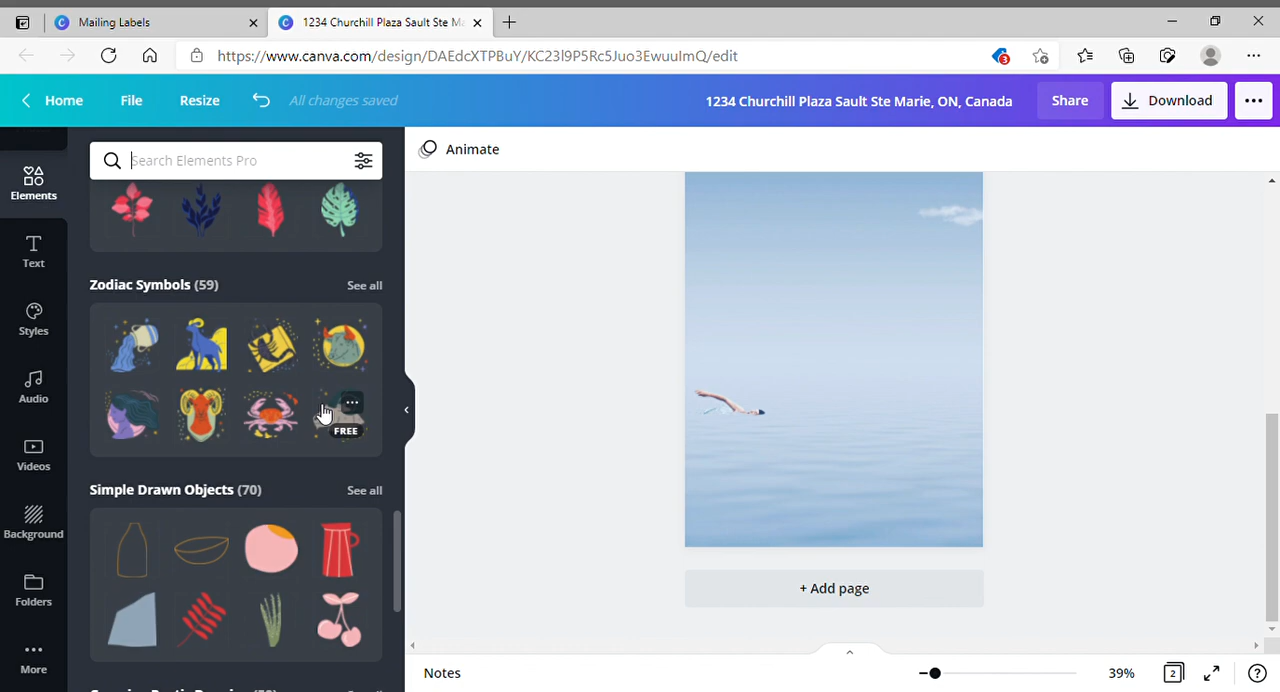 Mailing Labels
1234 Churchill Plaza Sault Ste Ma
https://www.canva.com/design/DAEdcXTPBuY/KC23l9P5Rc5Juo3EwuuImQ/edit
3
Home
File
Resize
All changes saved
1234 Churchill Plaza Sault Ste Marie, ON, Canada
Share
Download
Elements
Text
Styles
Audio
Videos
Background
Folders
More
Search Elements Pro
Zodiac Symbols (59)
See all
FREE
Simple Drawn Objects (70)
See all
Animate
+ Add page
Notes
39%
2
?